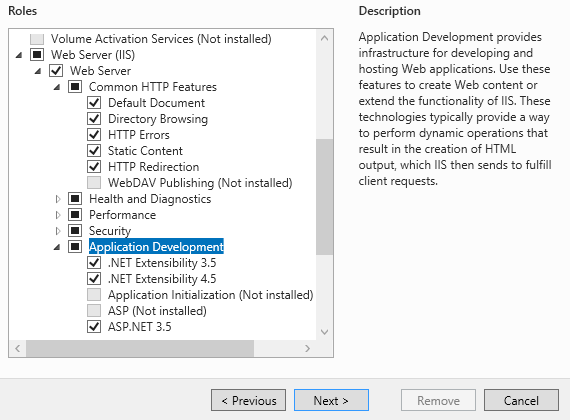 Roles
Volume Activation Services (Not installed)
Web Server (IIS)
Web Server
Common HTTP Features
Default Document
Directory Browsing
HTTP Errors
Static Content
HTTP Redirection
WebDAV Publishing (Not installed)
Health and Diagnostics
Performance
Security
Application Development
.NET Extensibility 3.5
.NET Extensibility 4.5
Application Initialization (Not installed)
ASP (Not installed)
ASP.NET 3.5
Description
Application Development provides
infrastructure for developing and
hosting Web applications. Use these
features to create Web content or
extend the functionality of IIS. These
technologies typically provide a way
to perform dynamic operations that
result in the creation of HTML
output, which IIS then sends to fulfill
client requests.
< Previous
Next >
Remove
Cancel